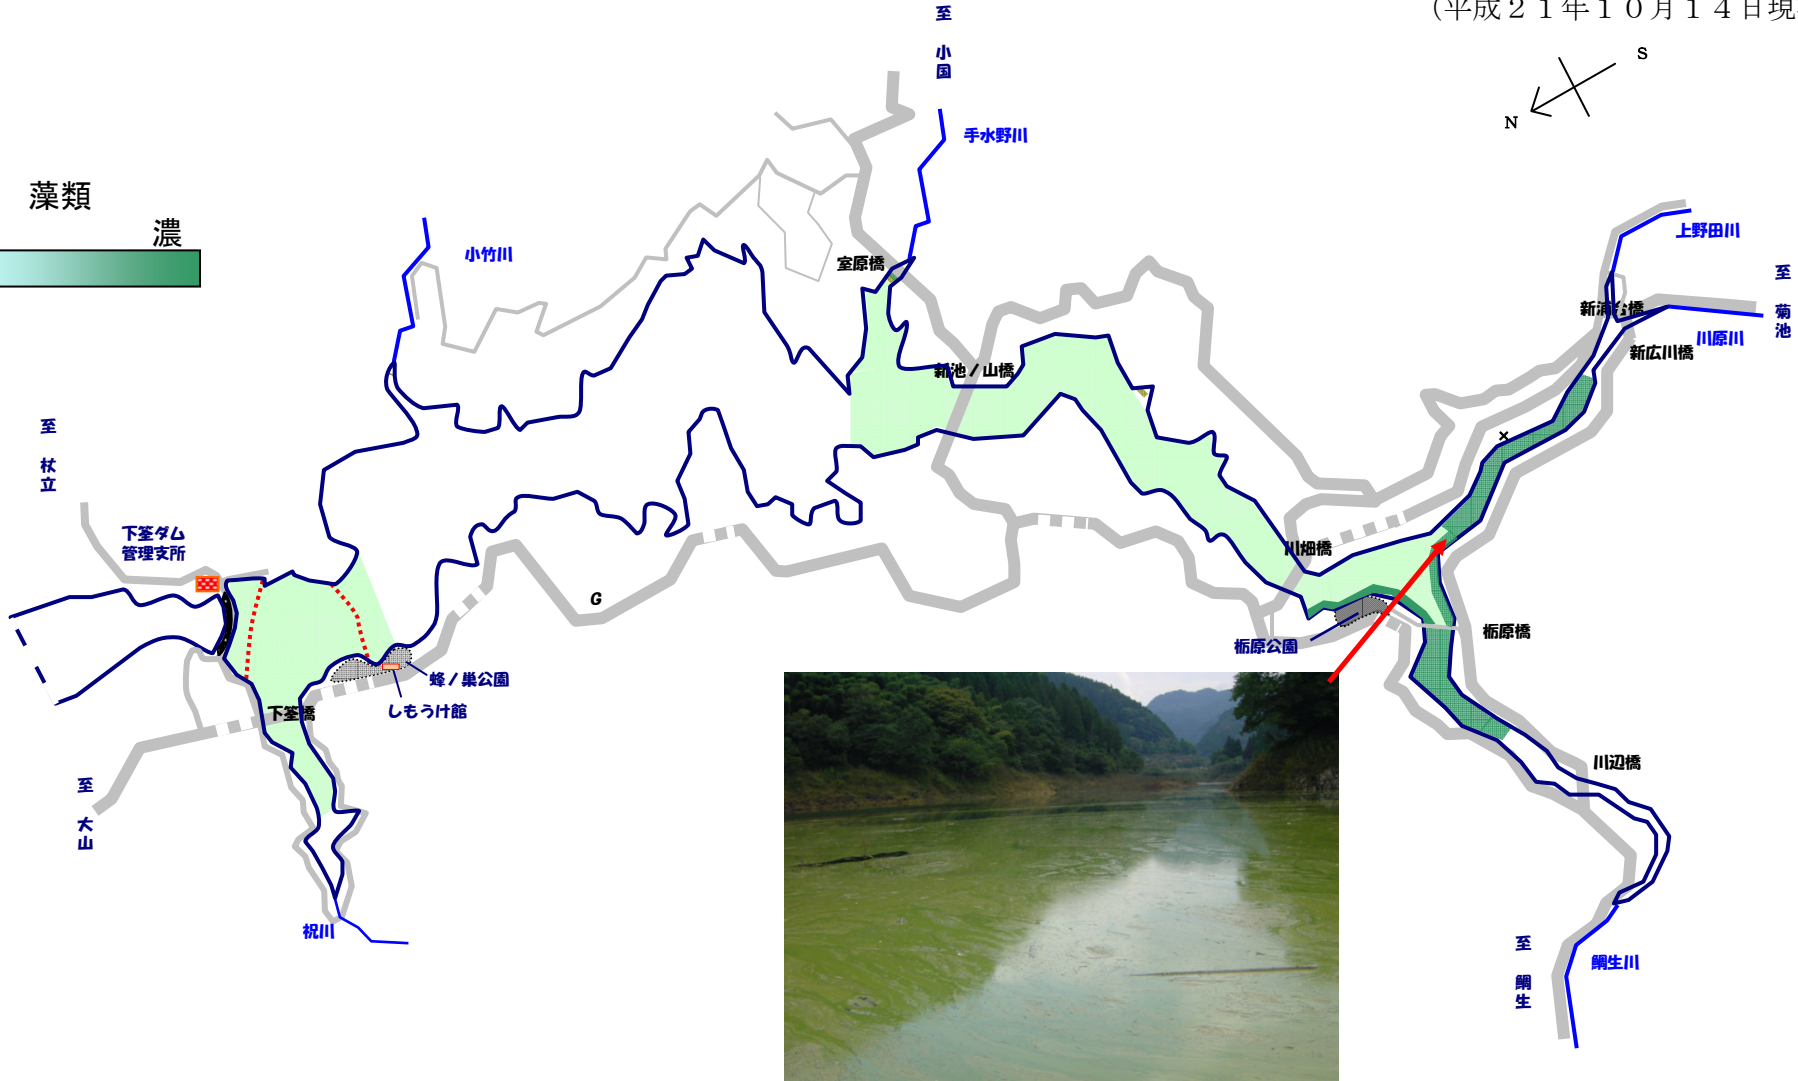 （平成２１年１０月１４日現
至 小国
S
N
手水野川
藻類
濃
小竹川
室原橋
上野田川
至 菊池
川原川
新広川橋
新池ノ山橋
×
至 杖立
下筌ダム
管理支所
川畑橋
G
栃原橋
栃原公園
蜂ノ巣公園
しもうけ館
下筌橋
川辺橋
至 大山
祝川
鯛生川
至 鯛生